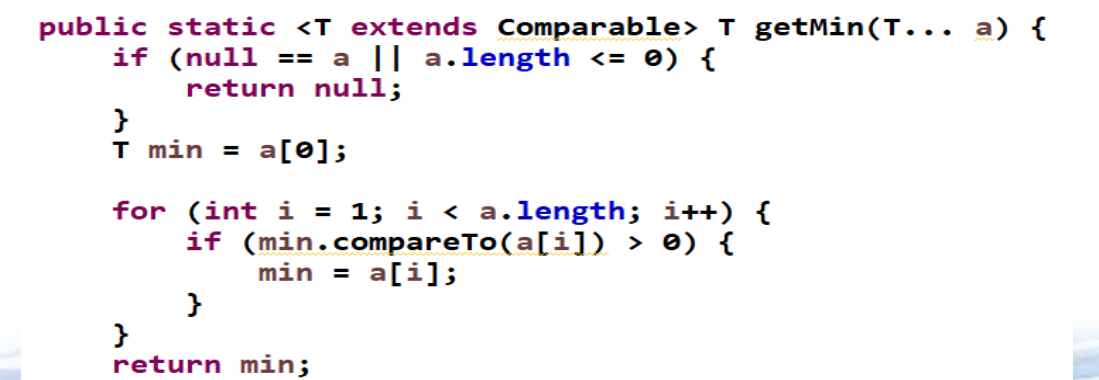 public static <T extends Comparable> T getMin(T... a) {
    if (null == a || a.length <= 0) {
        return null;
    }
    T min = a[0];

    for (int i = 1; i < a.length; i++) {
        if (min.compareTo(a[i]) > 0) {
            min = a[i];
        }
    }
    return min;